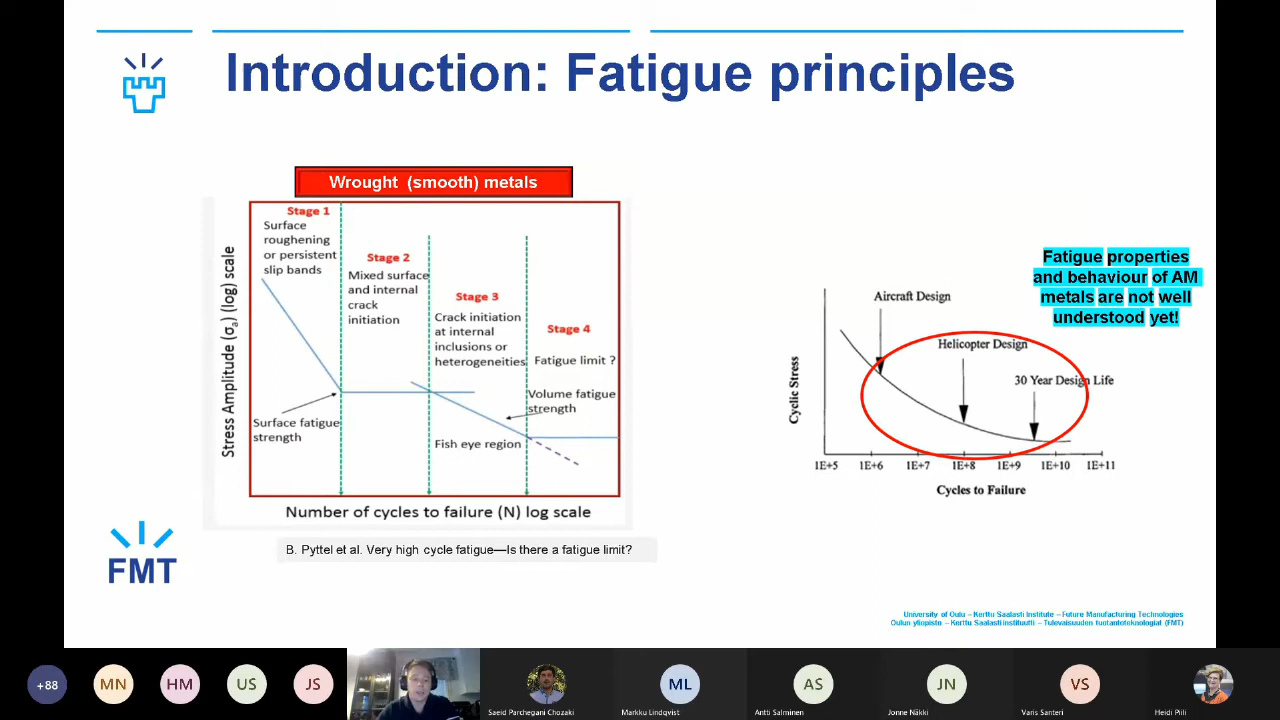 Introduction: Fatigue principles
Wrought (smooth) metals
Stage 1
Surface
roughening
or persistent
slip bands
Stage 2
Mixed surface
and internal
crack
initiation
Stage 3
Crack initiation
at internal
inclusions or
heterogeneities
Stage 4
Fatigue limit ?
Volume fatigue
strength
Surface fatigue
strength
Fish eye region
Stress Amplitude (σa) (log) scale
Number of cycles to failure (N) log scale
B. Pyttel et al. Very high cycle fatigue—Is there a fatigue limit?
Fatigue properties
and behaviour of AM
metals are not well
understood yet!
Aircraft Design
Helicopter Design
30 Year Design Life
Cyclic Stress
1E+5 1E+6 1E+7 1E+8 1E+9 1E+10 1E+11
Cycles to Failure
FMT
University of Oulu – Kerttu Saalasti Institute – Future Manufacturing Technologies
Oulun yliopisto – Kerttu Saalasti instituutti – Tulevaisuuden tuotantoteknologiat (FMT)
+88 MN HM US JS ML AS JN VS
Saeid Parchegani Chozaki Markku Lindqvist Antti Salminen Jonne Näkki Varis Santeri Heidi Piili